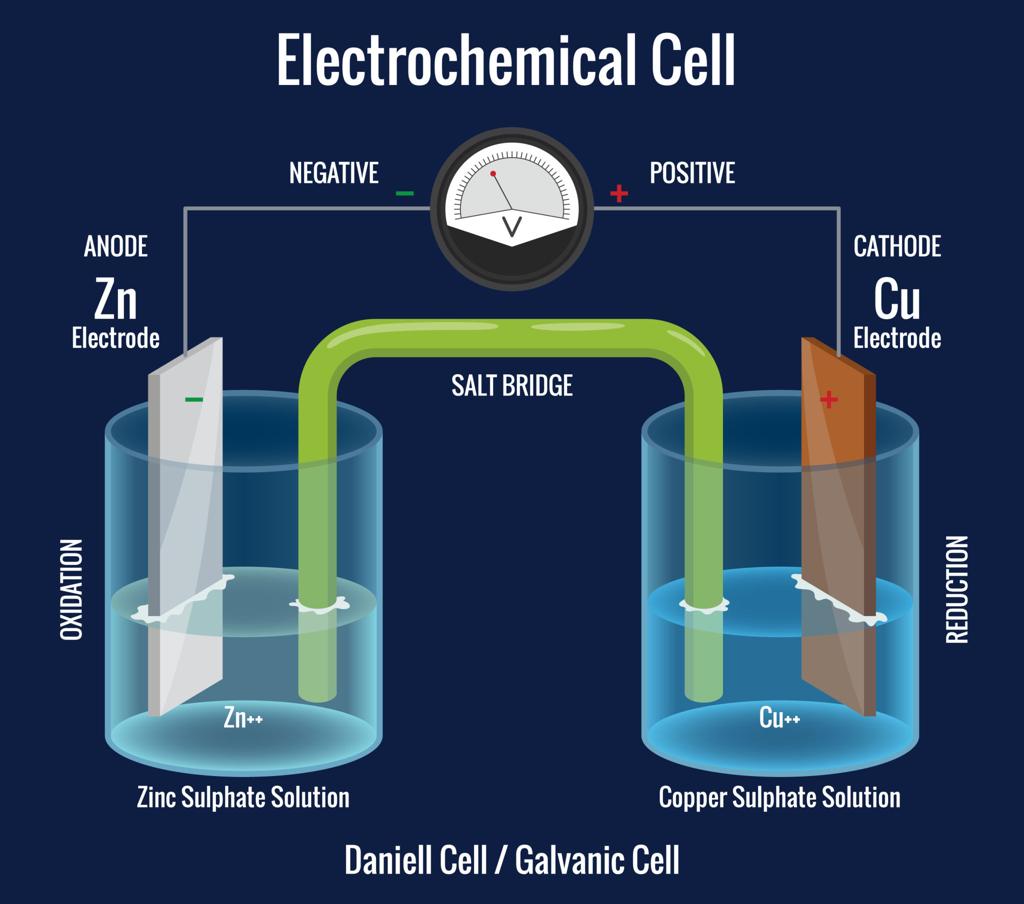 Electrochemical Cell
NEGATIVE
−
+
POSITIVE
V
ANODE
Zn
Electrode
CATHODE
Cu
Electrode
−
SALT BRIDGE
+
OXIDATION
REDUCTION
Zn++
Cu++
Zinc Sulphate Solution
Copper Sulphate Solution
Daniell Cell / Galvanic Cell